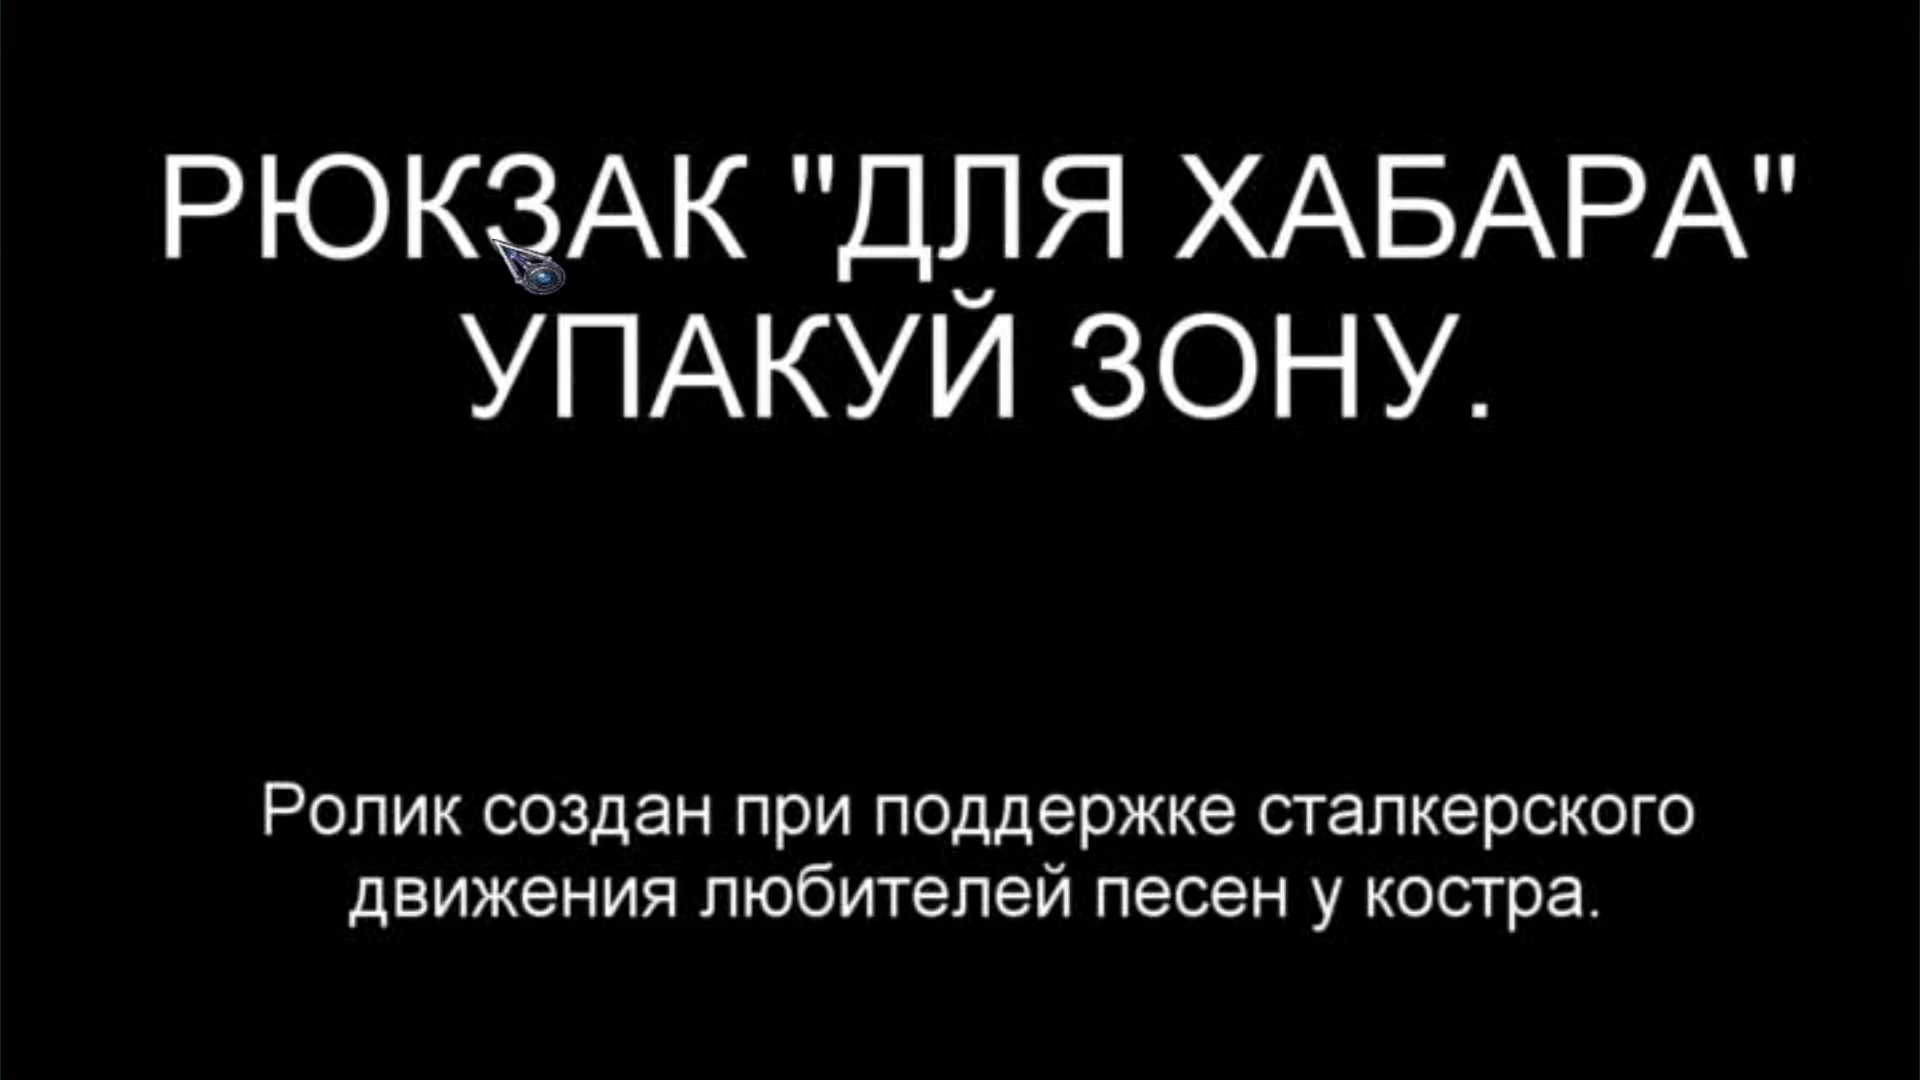 РЮКЗАК "ДЛЯ ХАБАРА"
УПАКУЙ ЗОНУ.
Ролик создан при поддержке сталкерского
движения любителей песен у костра.